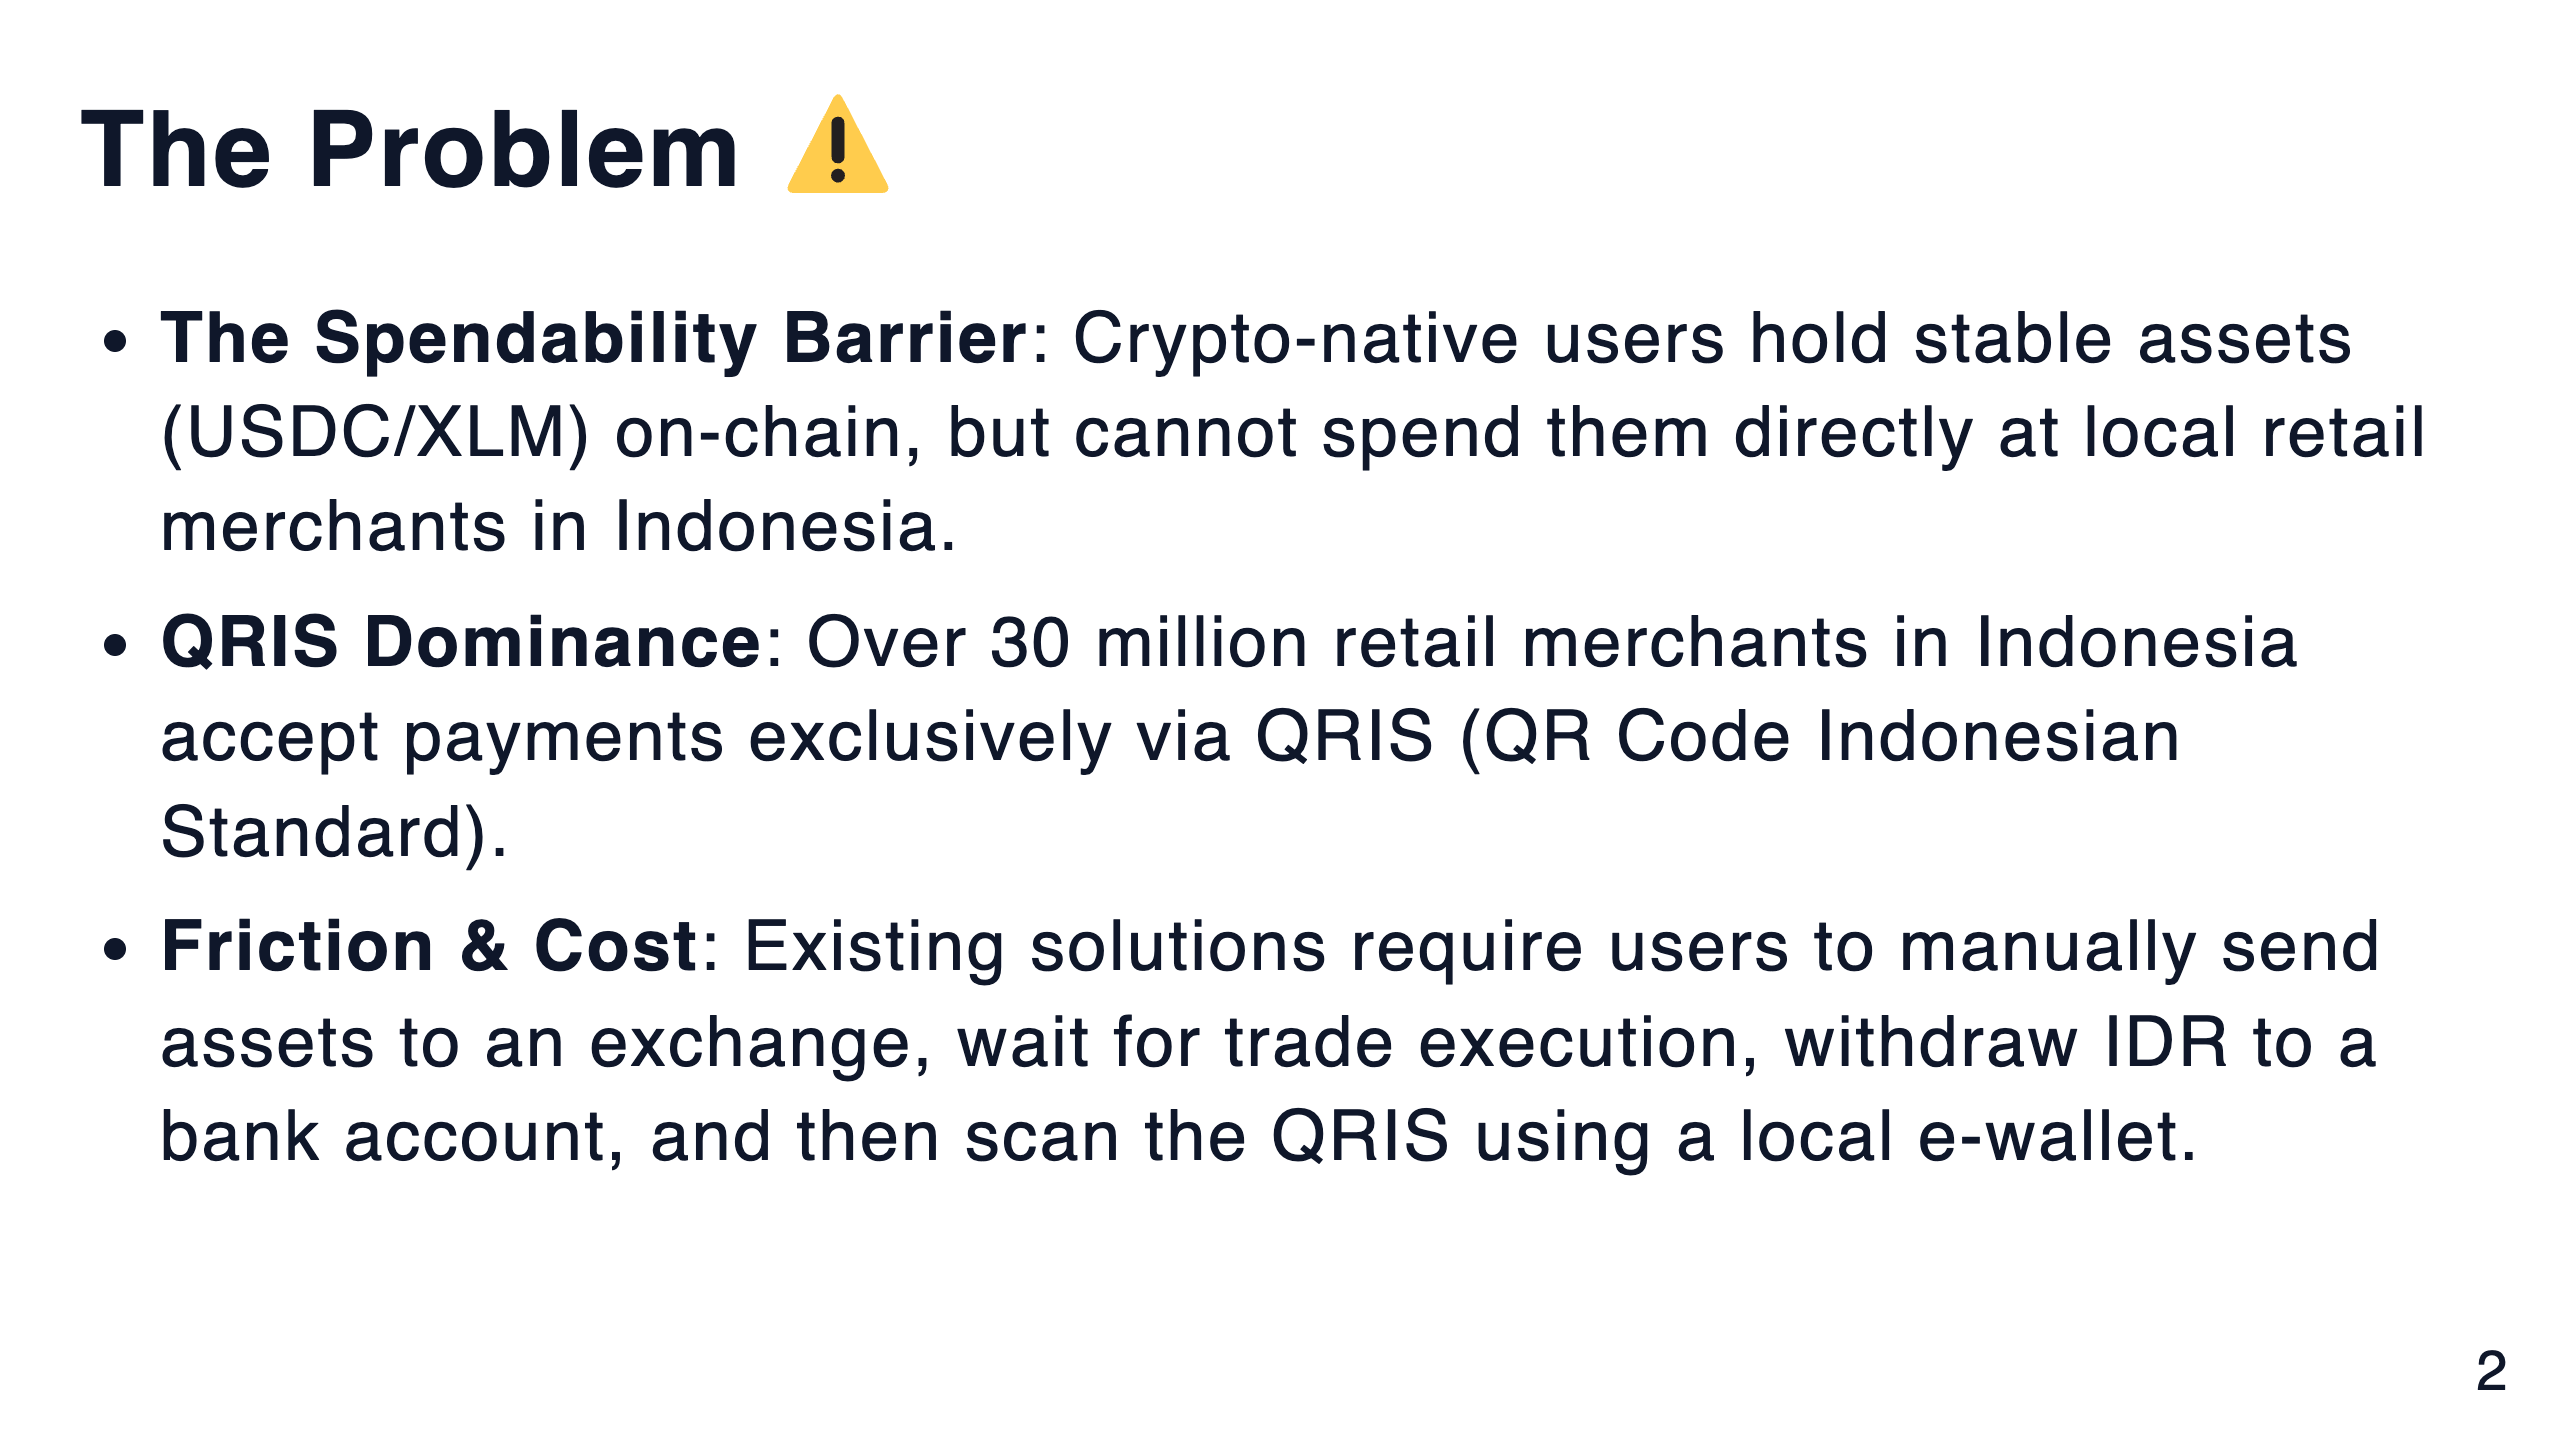 The Problem ⚠️
• The Spendability Barrier: Crypto-native users hold stable assets
(USDC/XLM) on-chain, but cannot spend them directly at local retail
merchants in Indonesia.
• QRIS Dominance: Over 30 million retail merchants in Indonesia
accept payments exclusively via QRIS (QR Code Indonesian
Standard).
• Friction & Cost: Existing solutions require users to manually send
assets to an exchange, wait for trade execution, withdraw IDR to a
bank account, and then scan the QRIS using a local e-wallet.
2